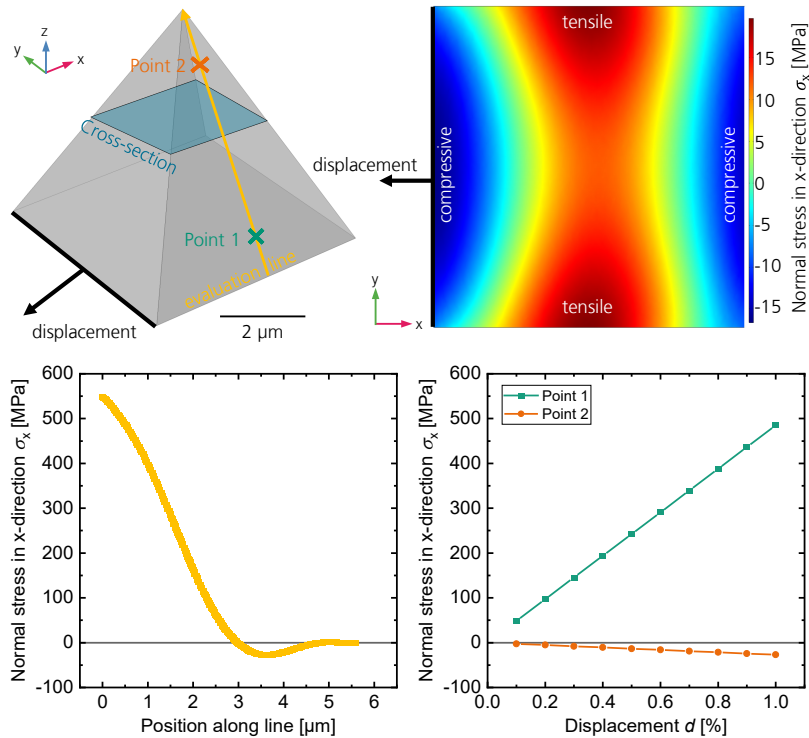 z
y
x
Point 2
Cross-section
Point 1
evaluation line
displacement
2 µm
tensile
displacement
compressive
compressive
tensile
y
x
20
15
10
5
0
-5
-10
-15
Normal stress in x-direction σx [MPa]
600
500
400
300
200
100
0
-100
0 1 2 3 4 5 6
Position along line [µm]
Normal stress in x-direction σx [MPa]
600
500
400
300
200
100
0
-100
0.0 0.2 0.4 0.6 0.8 1.0
Displacement d [%]
Normal stress in x-direction σx [MPa]
Point 1
Point 2